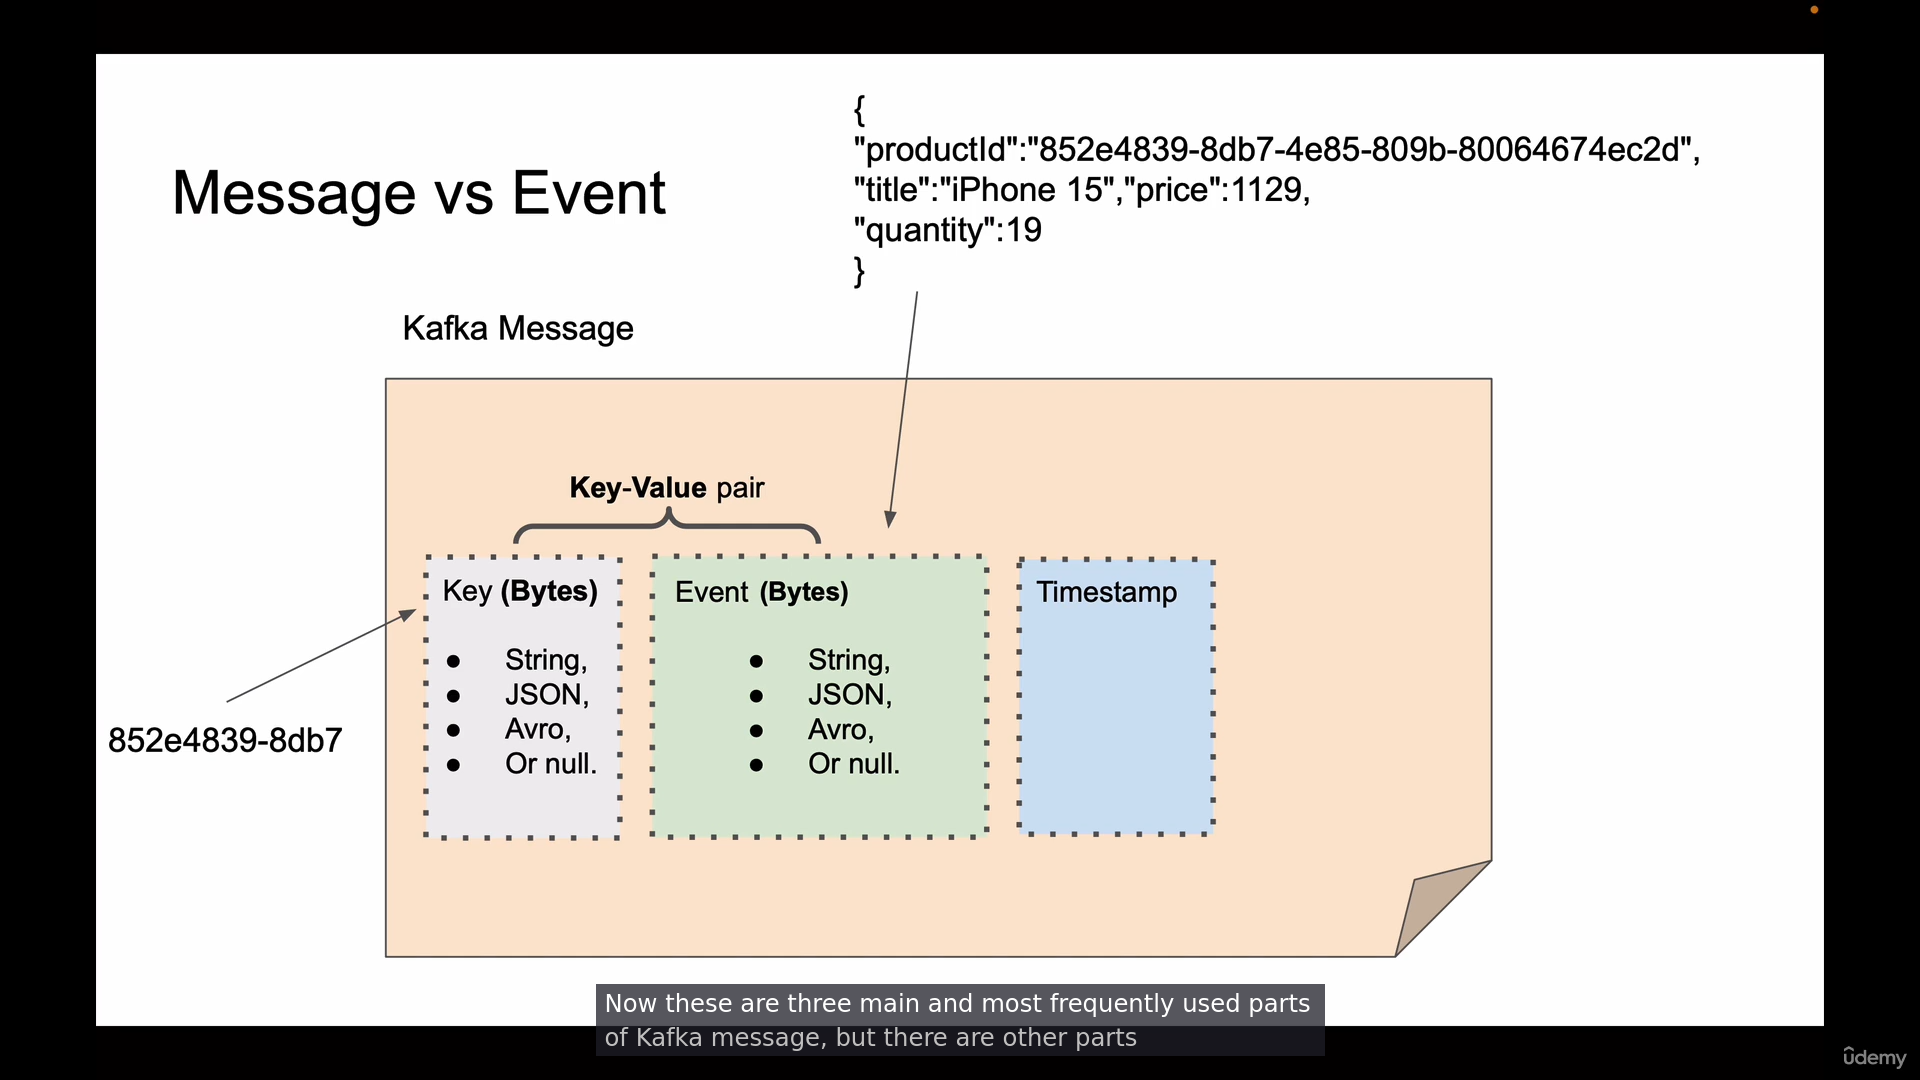 {
"productId":"852e4839-8db7-4e85-809b-80064674ec2d",
"title":"iPhone 15","price":1129,
"quantity":19
}
Message vs Event
Kafka Message
Key-Value pair
Key (Bytes)
● String,
● JSON,
● Avro,
● Or null.
Event (Bytes)
● String,
● JSON,
● Avro,
● Or null.
Timestamp
852e4839-8db7
Now these are three main and most frequently used parts
of Kafka message, but there are other parts
ûdemy